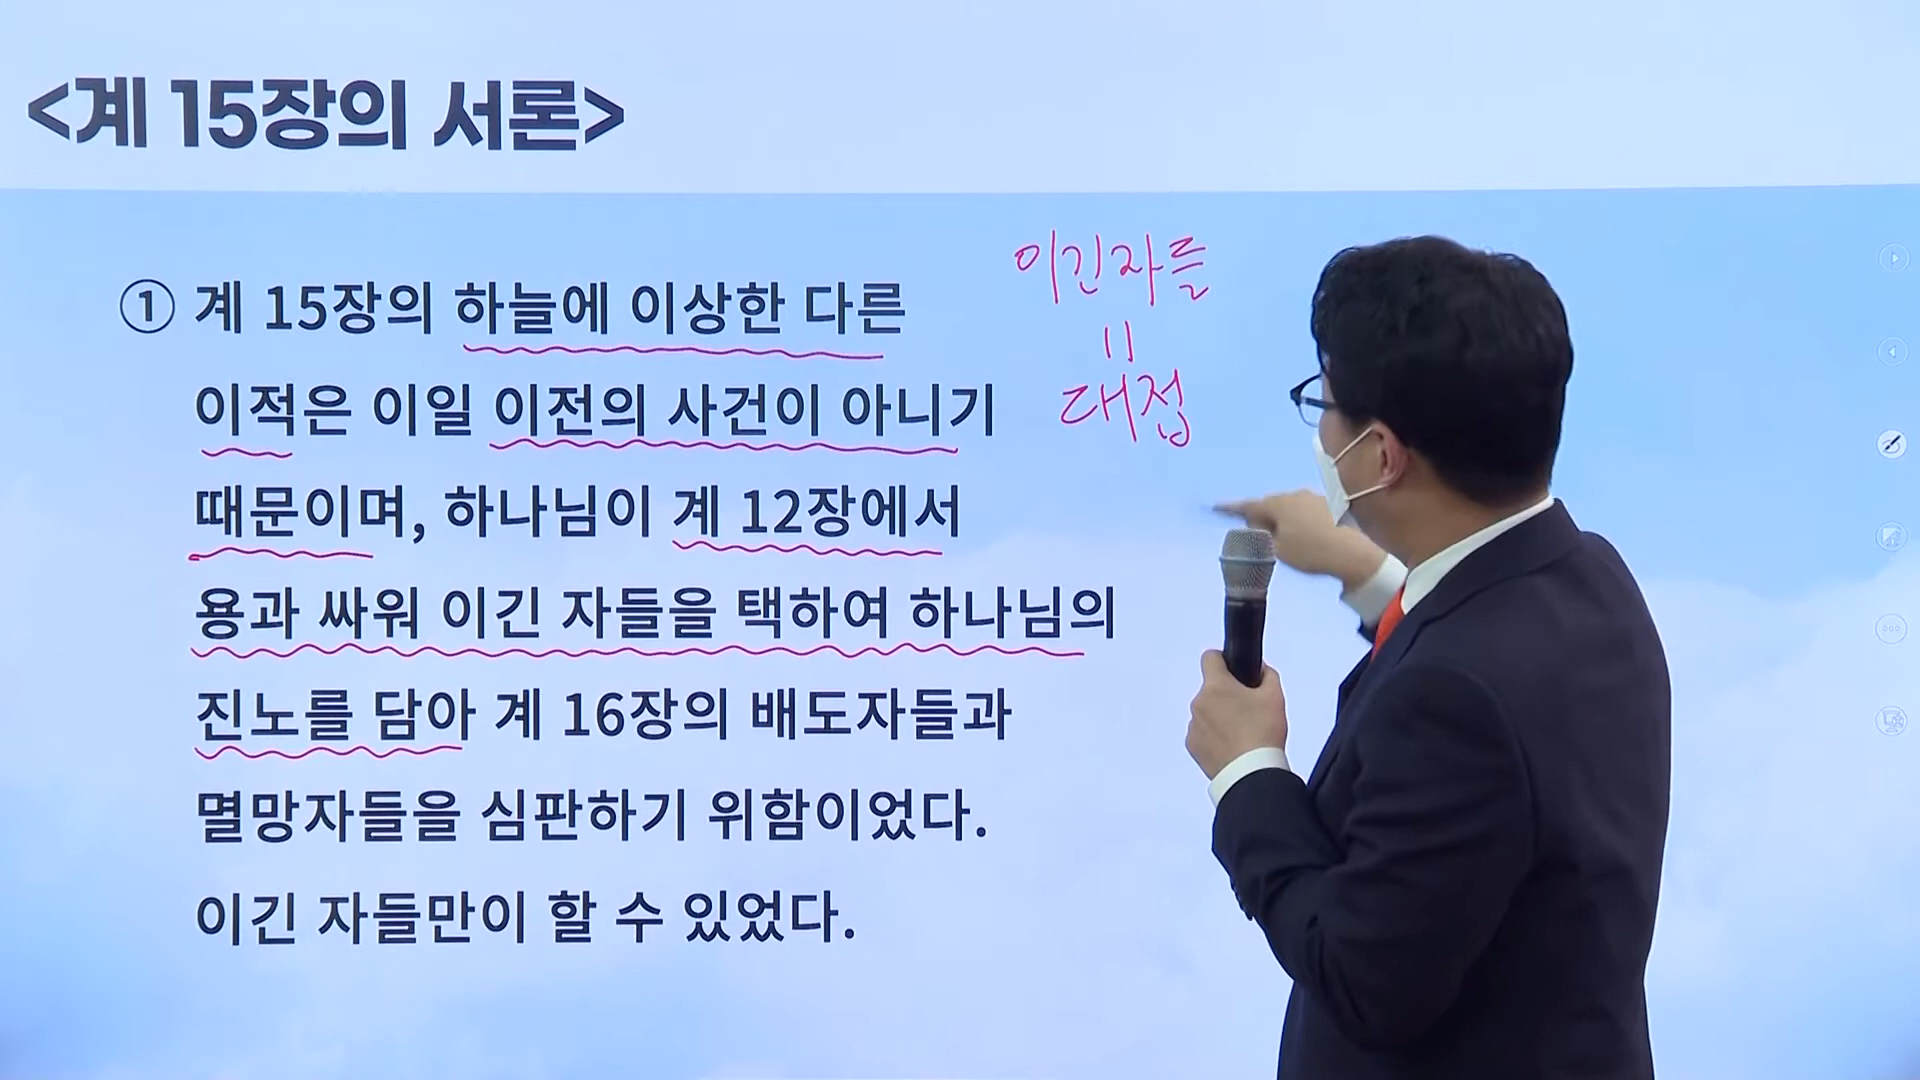 <계 15장의 서론>
① 계 15장의 하늘에 이상한 다른
이적은 이일 이전의 사건이 아니기
때문이며, 하나님이 계 12장에서
용과 싸워 이긴 자들을 택하여 하나님의
진노를 담아 계 16장의 배도자들과
멸망자들을 심판하기 위함이었다.
이긴 자들만이 할 수 있었다.
이긴자들
=
대접